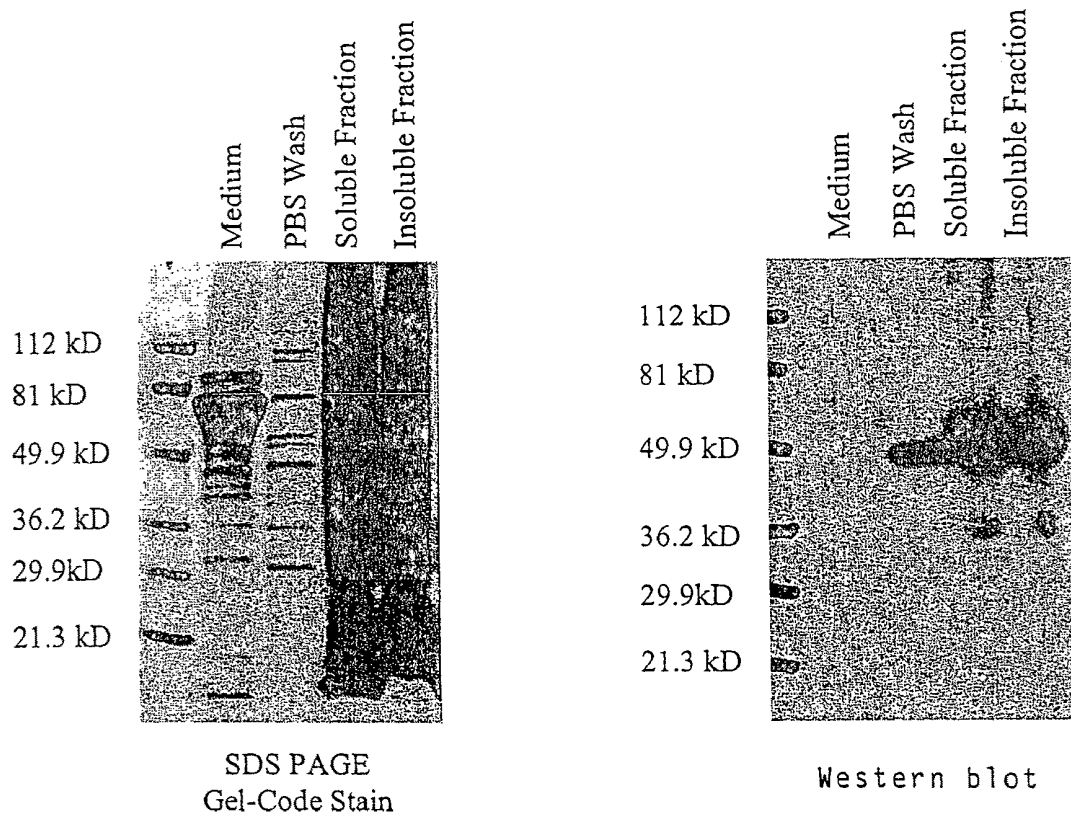 Medium
PBS Wash
Soluble Fraction
Insoluble Fraction
112 kD
81 kD
49.9 kD
36.2 kD
29.9kD
21.3 kD
SDS PAGE
Gel-Code Stain
Medium
PBS Wash
Soluble Fraction
Insoluble Fraction
112 kD
81 kD
49.9 kD
36.2 kD
29.9kD
21.3 kD
Western blot